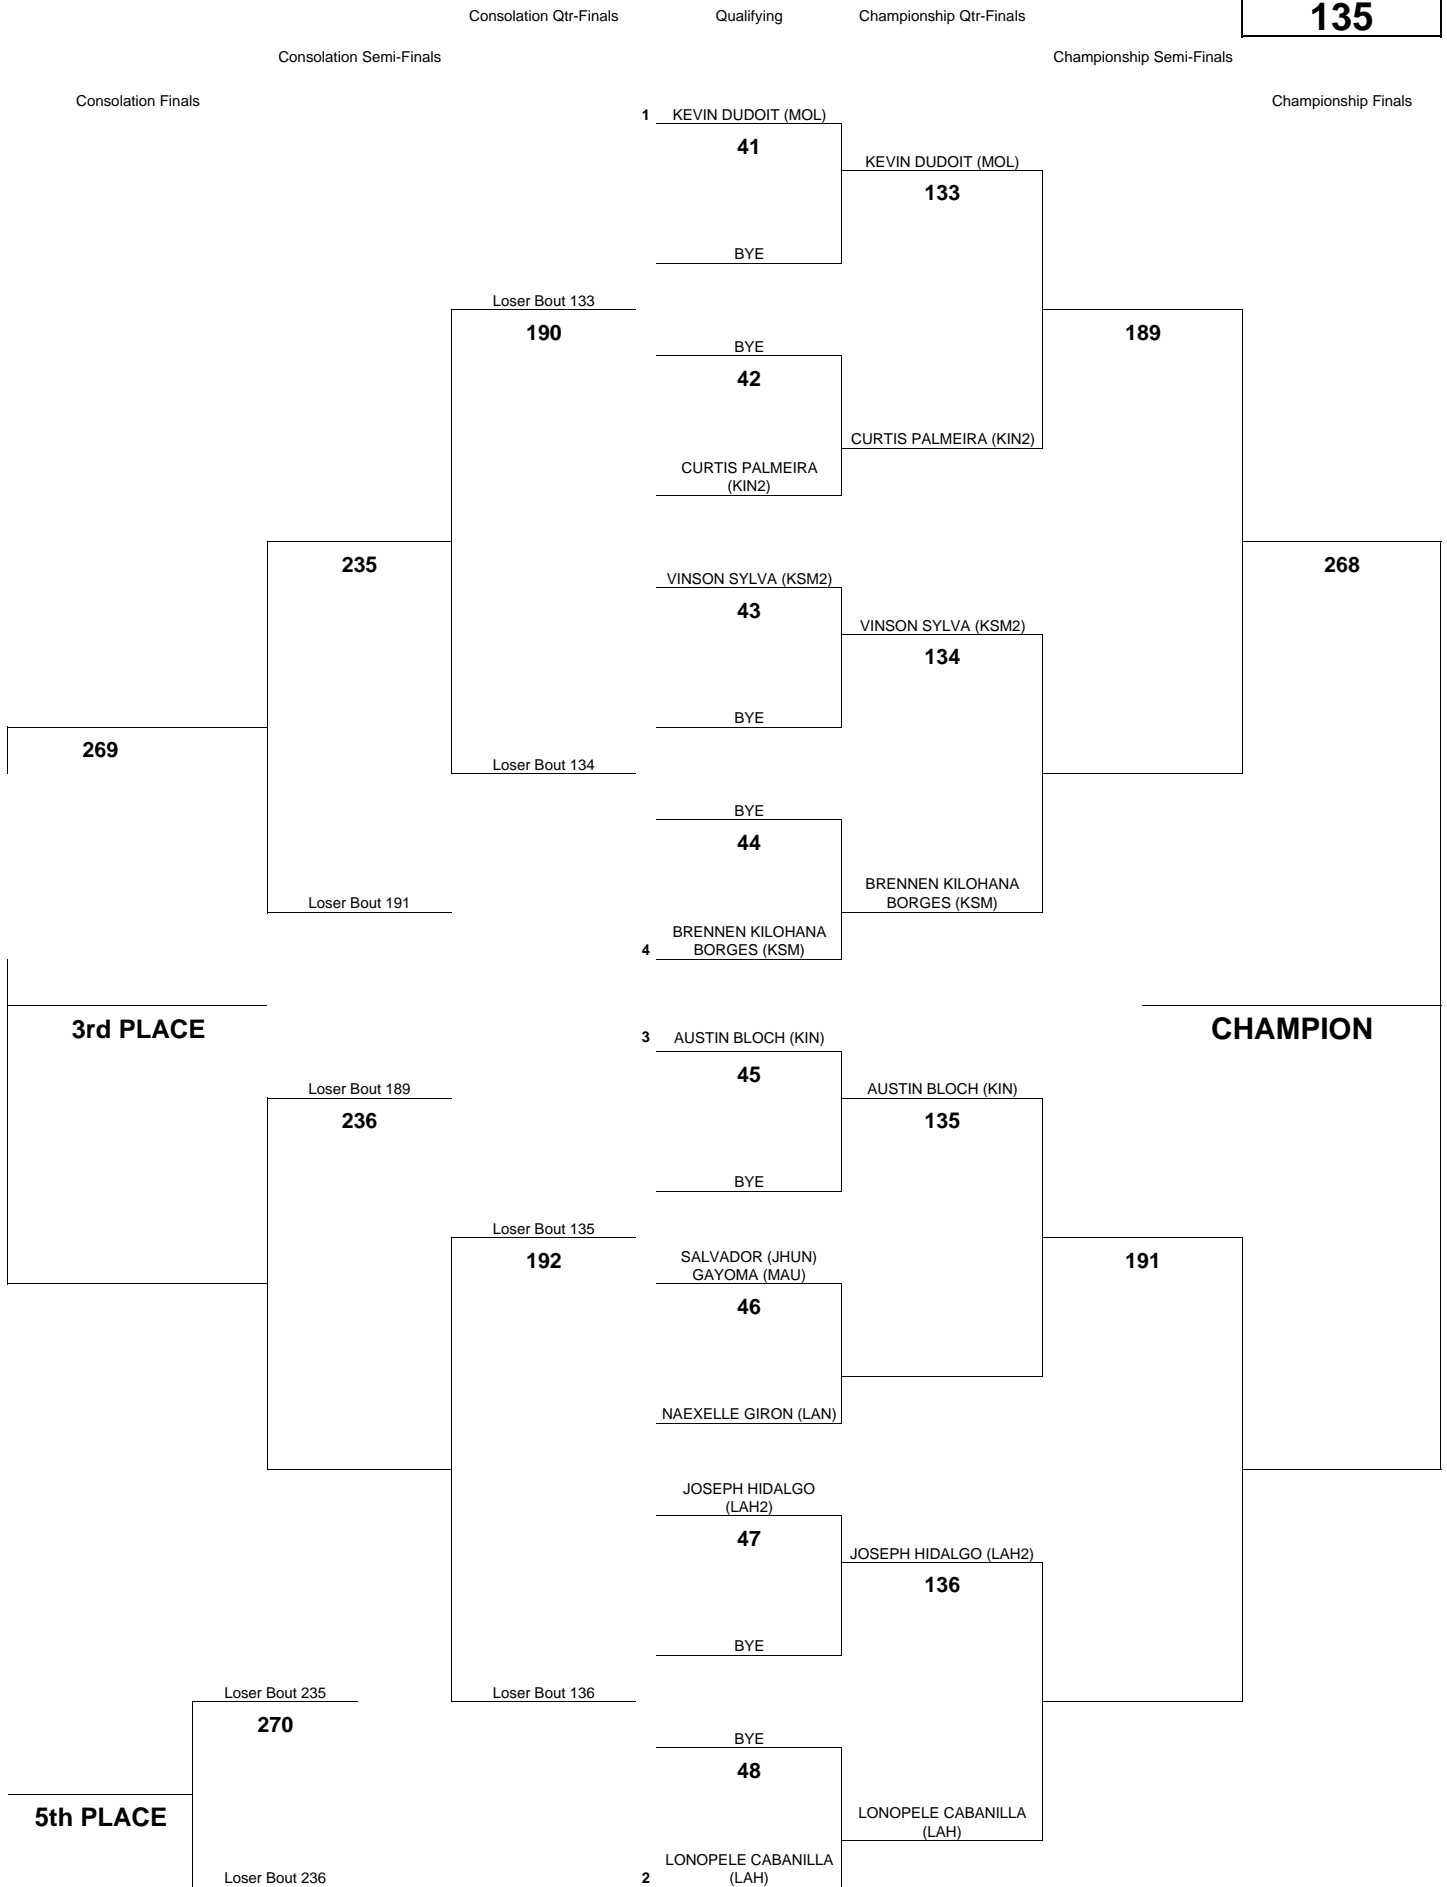 135
Consolation Qtr-Finals
Qualifying
Championship Qtr-Finals
Consolation Semi-Finals
Championship Semi-Finals
Consolation Finals
Championship Finals
1
KEVIN DUDOIT (MOL)
41
KEVIN DUDOIT (MOL)
133
BYE
Loser Bout 133
190
189
BYE
42
CURTIS PALMEIRA (KIN2)
CURTIS PALMEIRA
(KIN2)
235
268
VINSON SYLVA (KSM2)
43
VINSON SYLVA (KSM2)
134
BYE
269
Loser Bout 134
BYE
44
BRENNEN KILOHANA
BORGES (KSM)
Loser Bout 191
BRENNEN KILOHANA
4
BORGES (KSM)
3rd PLACE
CHAMPION
3
AUSTIN BLOCH (KIN)
45
Loser Bout 189
AUSTIN BLOCH (KIN)
236
135
BYE
Loser Bout 135
192
SALVADOR (JHUN)
GAYOMA (MAU)
191
46
NAEXELLE GIRON (LAN)
JOSEPH HIDALGO
(LAH2)
47
JOSEPH HIDALGO (LAH2)
136
BYE
Loser Bout 235
Loser Bout 136
270
BYE
48
5th PLACE
LONOPELE CABANILLA
(LAH)
LONOPELE CABANILLA
Loser Bout 236
2
(LAH)